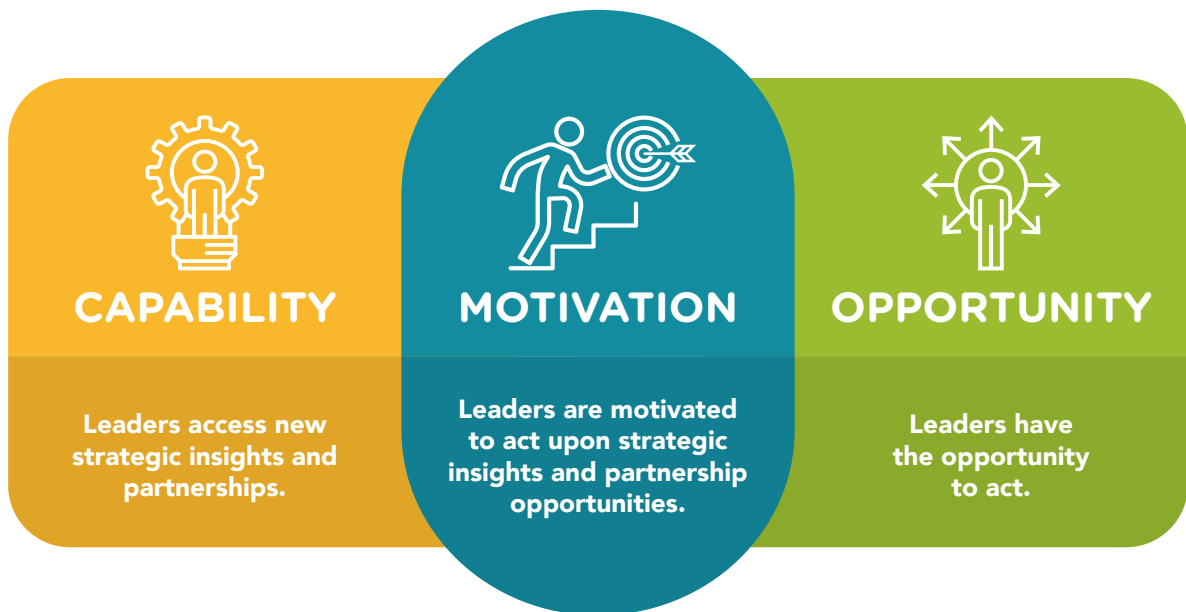 CAPABILITY
Leaders access new
strategic insights and
partnerships.
MOTIVATION
Leaders are motivated
to act upon strategic
insights and partnership
opportunities.
OPPORTUNITY
Leaders have
the opportunity
to act.